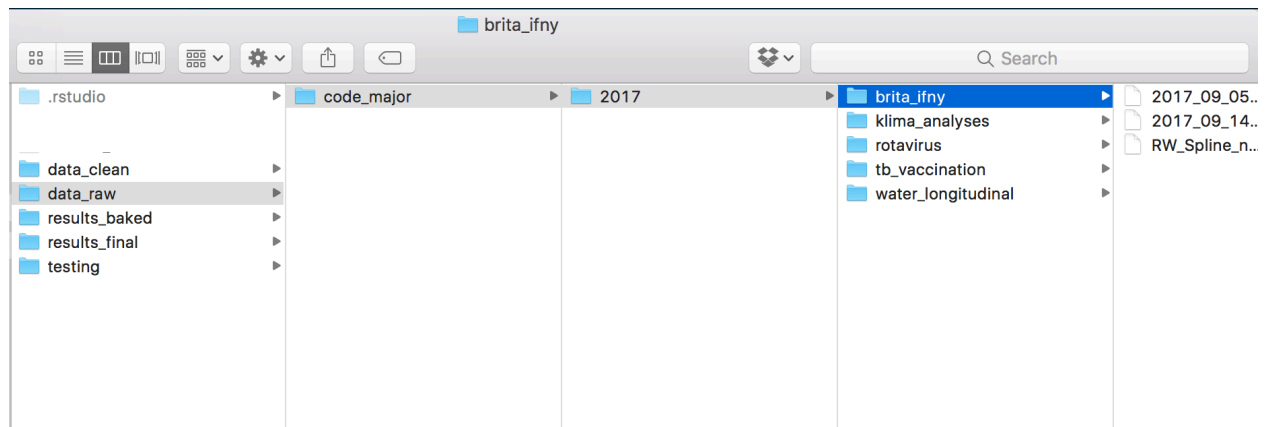 brita_ifny
Search
.rstudio
data_clean
data_raw
results_baked
results_final
testing
code_major
2017
brita_ifny
klima_analyses
rotavirus
tb_vaccination
water_longitudinal
2017_09_05..
2017_09_14..
RW_Spline_n...